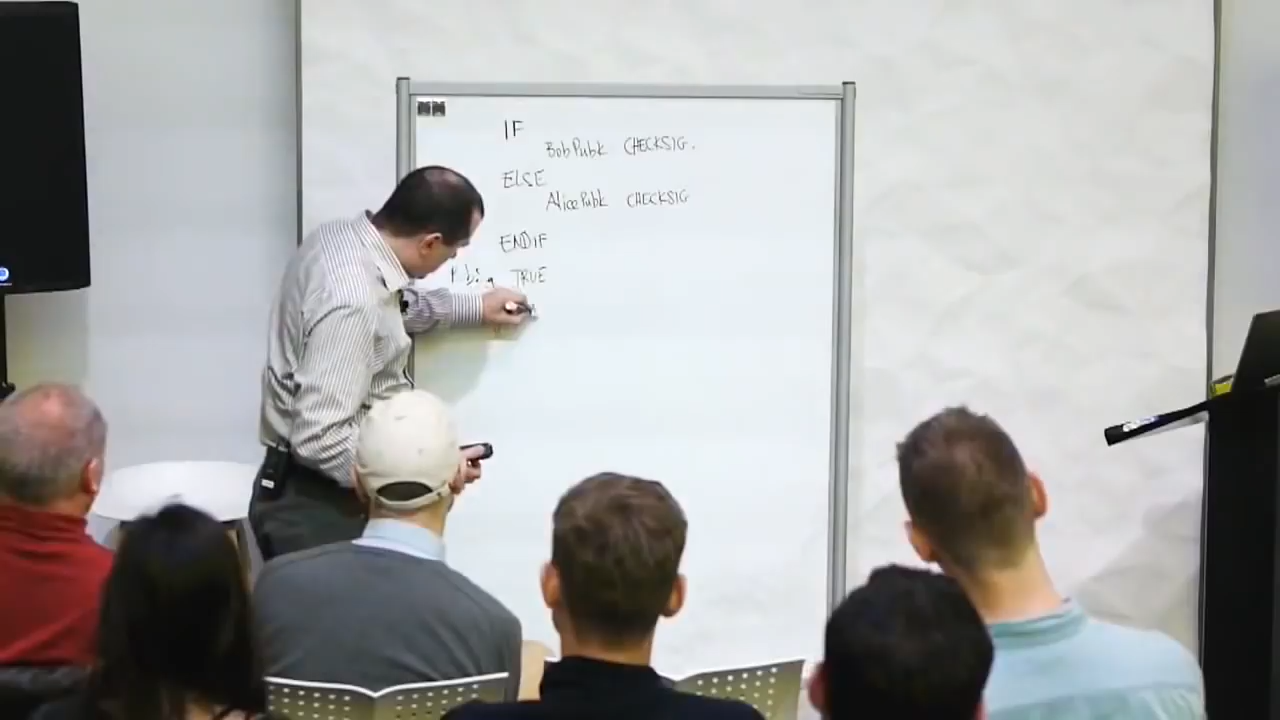 IF
BobPubk CHECKSIG.
ELSE
AlicePubk CHECKSIG
ENDIF
TRUE